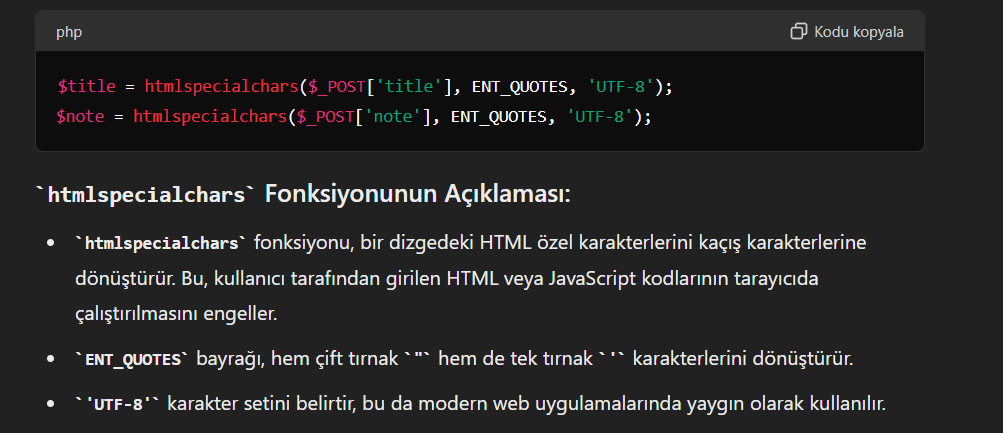 php
Kodu kopyala
$title = htmlspecialchars($_POST['title'], ENT_QUOTES, 'UTF-8');
$note = htmlspecialchars($_POST['note'], ENT_QUOTES, 'UTF-8');
`htmlspecialchars` Fonksiyonunun Açıklaması:
• `htmlspecialchars` fonksiyonu, bir dizgedeki HTML özel karakterlerini kaçış karakterlerine
dönüştürür. Bu, kullanıcı tarafından girilen HTML veya JavaScript kodlarının tarayıcıda
çalıştırılmasını engeller.
• `ENT_QUOTES` bayrağı, hem çift tırnak `"` hem de tek tırnak `'` karakterlerini dönüştürür.
• `'UTF-8'` karakter setini belirtir, bu da modern web uygulamalarında yaygın olarak kullanılır.